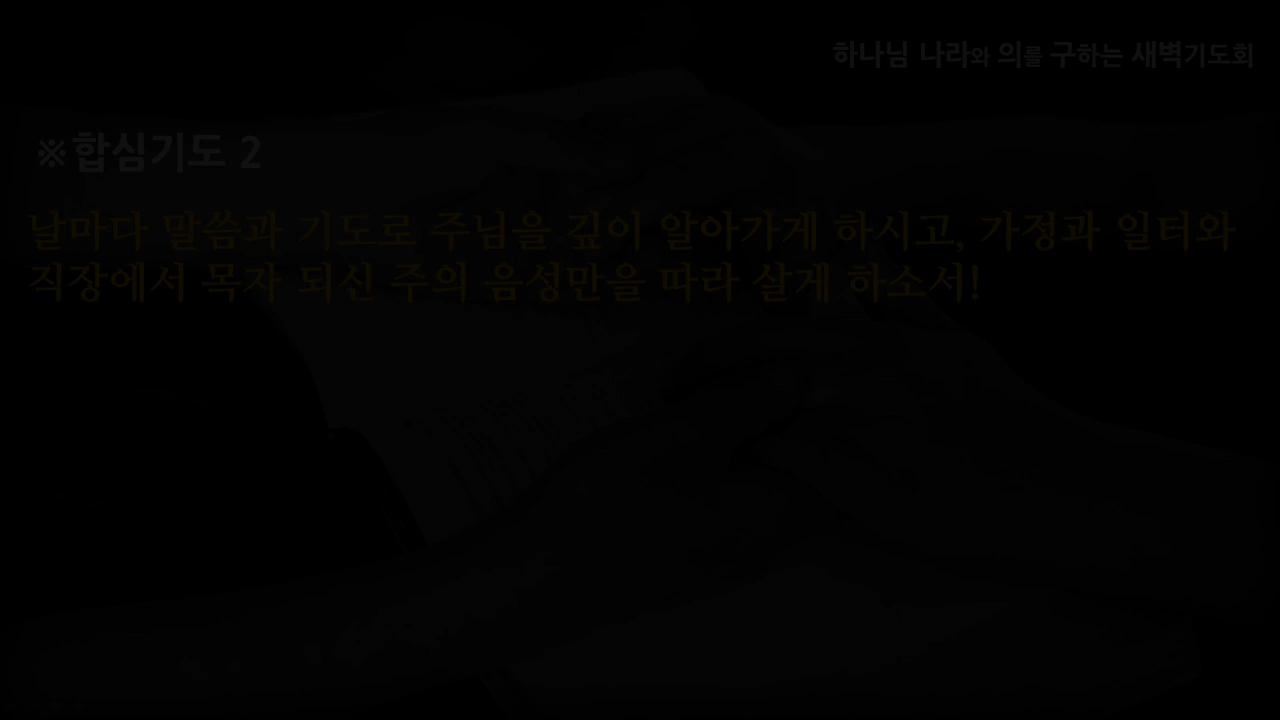 하나님 나라와 의를 구하는 새벽기도회
※합심기도 2
날마다 말씀과 기도로 주님을 깊이 알아가게 하시고, 가정과 일터와
직장에서 목자 되신 주의 음성만을 따라 살게 하소서!